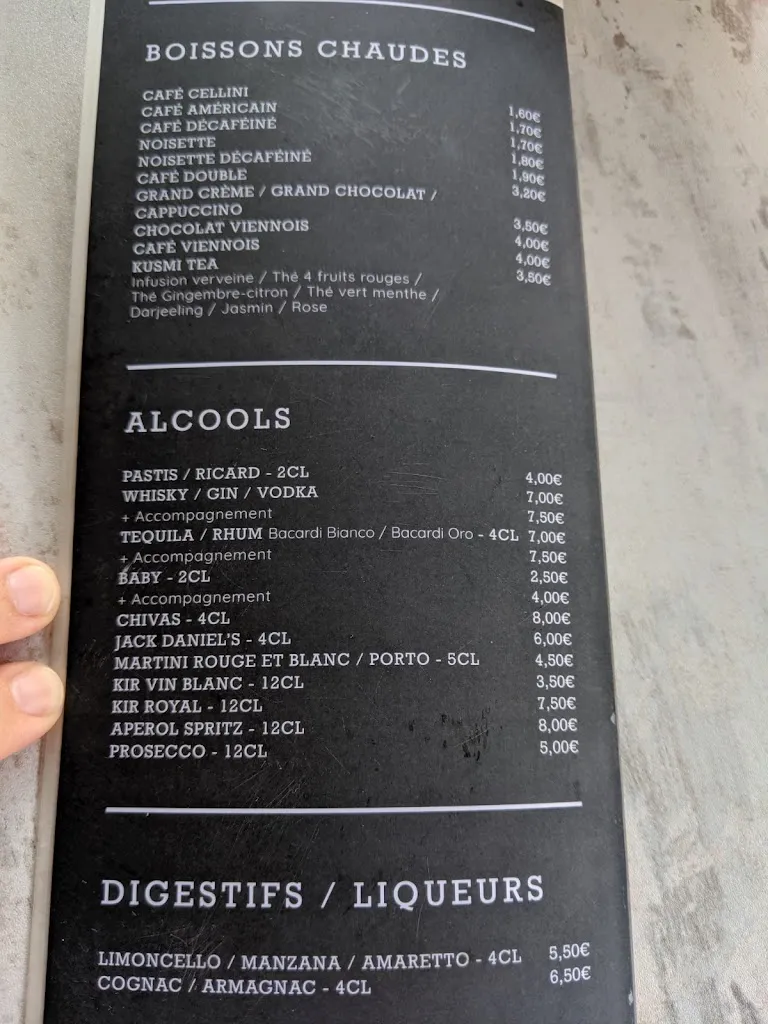 BOISSONS CHAUDES
CAFÉ CELLINI 1,60€
CAFÉ AMÉRICAIN 1,70€
CAFÉ DÉCAFÉINÉ 1,70€
NOISETTE 1,80€
NOISETTE DÉCAFÉINÉ 1,90€
CAFÉ DOUBLE 3,20€
GRAND CRÈME / GRAND CHOCOLAT /
CAPPUCCINO 3,50€
CHOCOLAT VIENNOIS 4,00€
CAFÉ VIENNOIS 4,00€
KUSMI TEA 3,50€
Infusion verveine / Thé 4 fruits rouges /
Thé Gingembre-citron / Thé vert menthe /
Darjeeling / Jasmin / Rose
ALCOOLS
PASTIS / RICARD - 2CL 4,00€
WHISKY / GIN / VODKA 7,00€
+ Accompagnement 7,50€
TEQUILA / RHUM Bacardi Bianco / Bacardi Oro - 4CL 7,00€
+ Accompagnement 7,50€
BABY - 2CL 2,50€
+ Accompagnement 4,00€
CHIVAS - 4CL 8,00€
JACK DANIEL'S - 4CL 6,00€
MARTINI ROUGE ET BLANC / PORTO - 5CL 4,50€
KIR VIN BLANC - 12CL 3,50€
KIR ROYAL - 12CL 7,50€
APEROL SPRITZ - 12CL 8,00€
PROSECCO - 12CL 5,00€
DIGESTIFS / LIQUEURS
LIMONCELLO / MANZANA / AMARETTO - 4CL 5,50€
COGNAC / ARMAGNAC - 4CL 6,50€